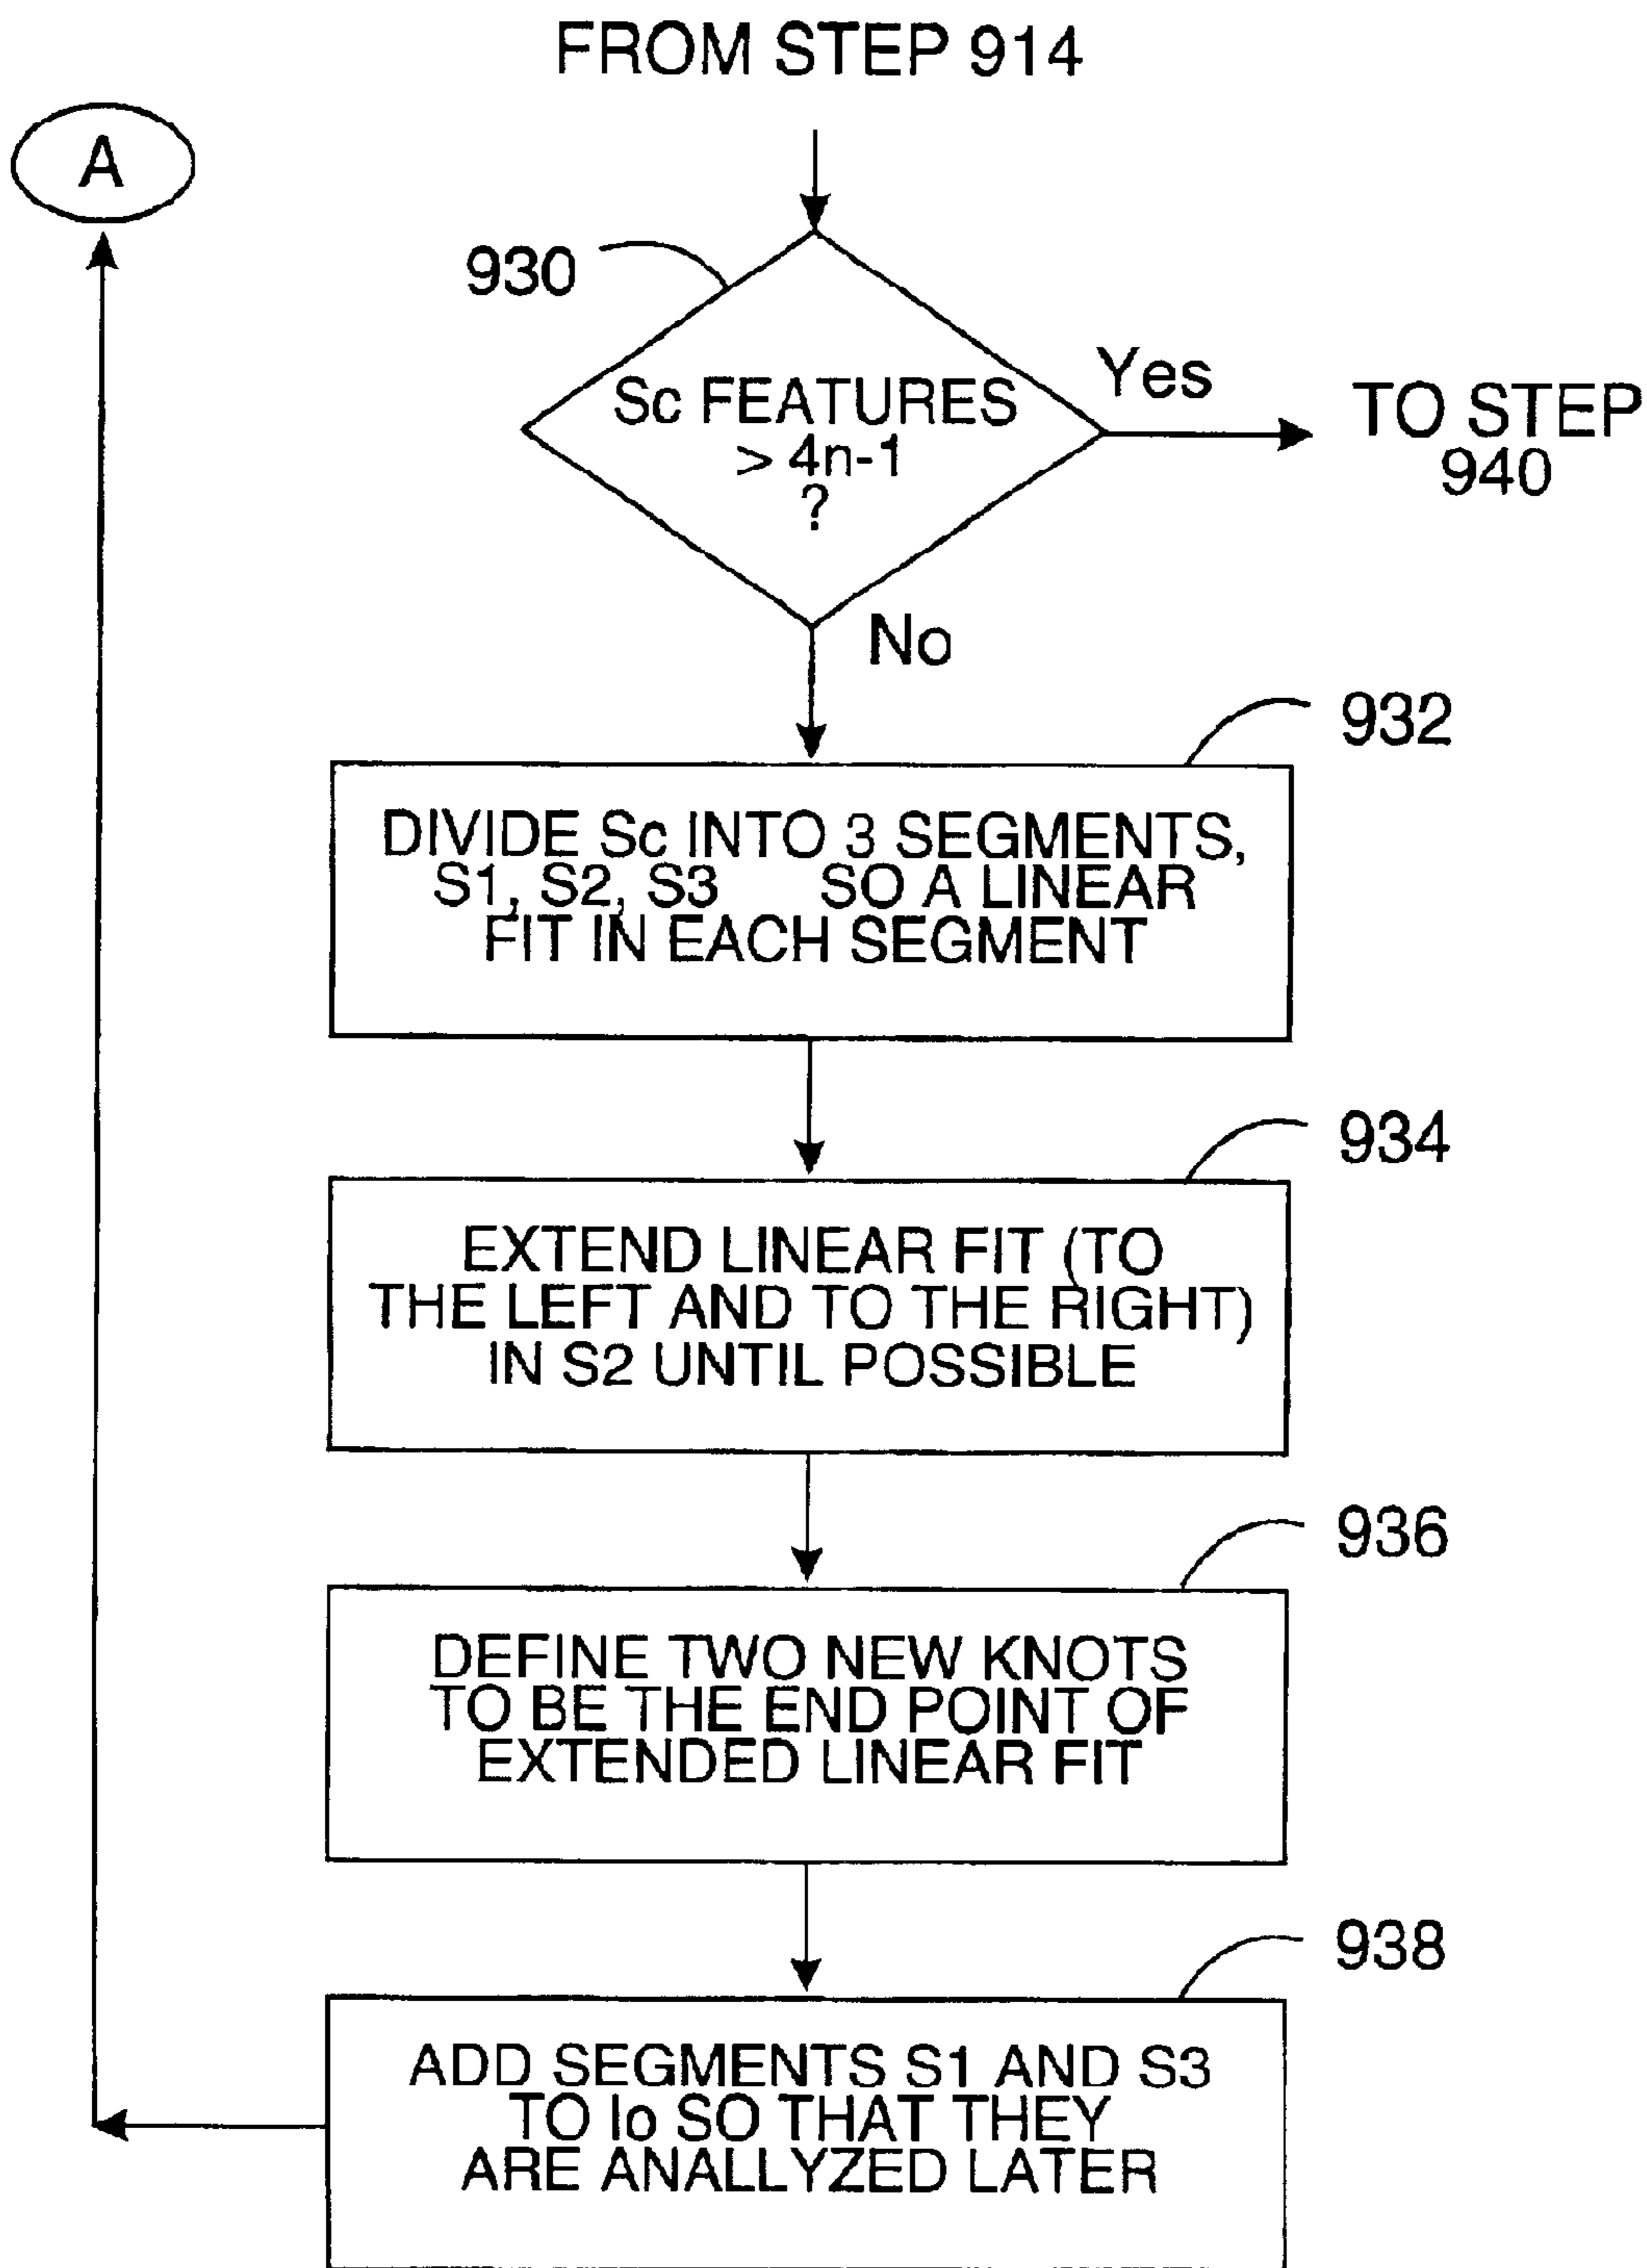 FROM STEP 914
A
930
Sc FEATURES
> 4n-1
?
Yes
TO STEP
940
No
932
DIVIDE Sc INTO 3 SEGMENTS,
S1, S2, S3 SO A LINEAR
FIT IN EACH SEGMENT
934
EXTEND LINEAR FIT (TO
THE LEFT AND TO THE RIGHT)
IN S2 UNTIL POSSIBLE
936
DEFINE TWO NEW KNOTS
TO BE THE END POINT OF
EXTENDED LINEAR FIT
938
ADD SEGMENTS S1 AND S3
TO lo SO THAT THEY
ARE ANALLYZED LATER